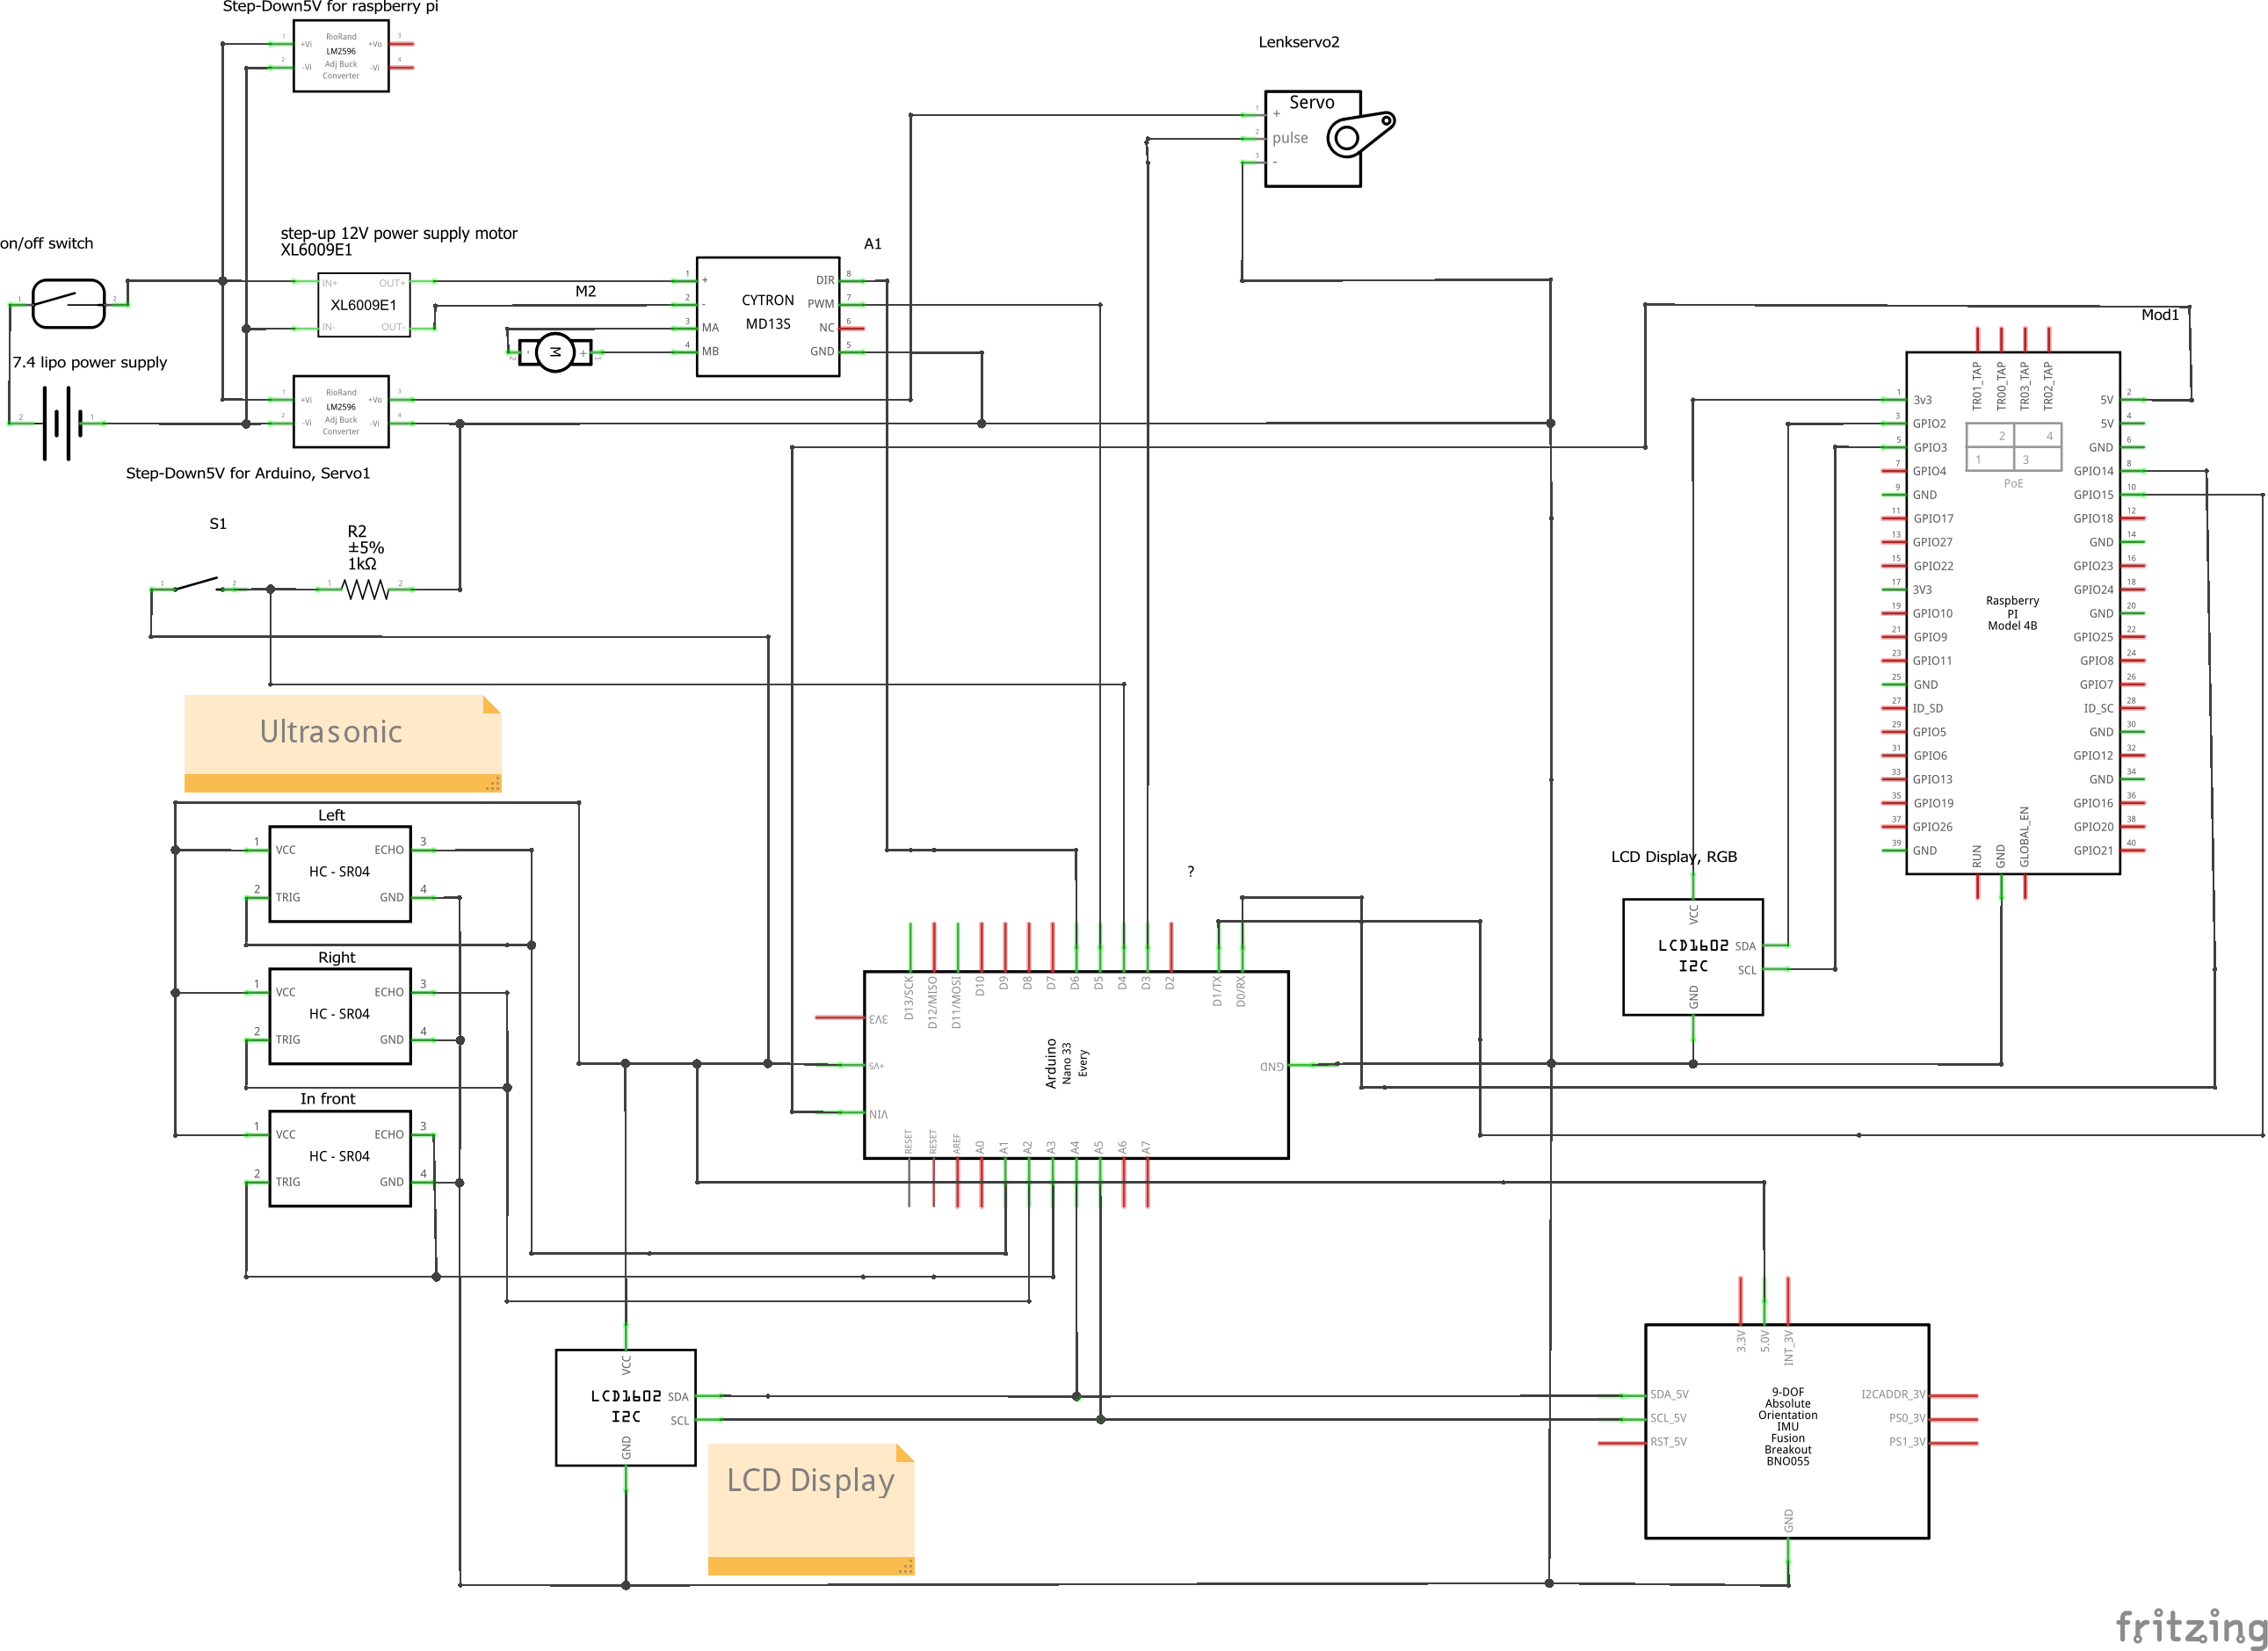 Step-Down5V for raspberry pi
RioRand
LM2596
Adj Buck
Converter
1
+Vi
2
-Vi
3
+Vo
4
-Vi
Lenkservo2
Servo
1
+
2
pulse
3
-
on/off switch
1
2
7.4 lipo power supply
2
1
step-up 12V power supply motor
XL6009E1
IN+
OUT+
XL6009E1
IN-
OUT-
M2
M
2
-
+
1
A1
CYTRON
MD13S
1
+
2
-
3
MA
4
MB
DIR
8
PWM
7
NC
6
GND
5
RioRand
LM2596
Adj Buck
Converter
1
+Vi
2
-Vi
3
+Vo
4
-Vi
Step-Down5V for Arduino, Servo1
S1
1
2
R2
±5%
1kΩ
1
2
Mod1
TR01_TAP
TR00_TAP
TR03_TAP
TR02_TAP
2
4
1
3
PoE
Raspberry
PI
Model 4B
1
3v3
3
GPIO2
5
GPIO3
7
GPIO4
9
GND
11
GPIO17
13
GPIO27
15
GPIO22
17
3V3
19
GPIO10
21
GPIO9
23
GPIO11
25
GND
27
ID_SD
29
GPIO5
31
GPIO6
33
GPIO13
35
GPIO19
37
GPIO26
39
GND
5V
2
5V
4
GND
6
GPIO14
8
GPIO15
10
GPIO18
12
GND
14
GPIO23
16
GPIO24
18
GND
20
GPIO25
22
GPIO8
24
GPIO7
26
ID_SC
28
GND
30
GPIO12
32
GND
34
GPIO16
36
GPIO20
38
GPIO21
40
RUN
GND
GLOBAL_EN
Ultrasonic
Left
1
VCC
ECHO
3
HC - SR04
2
TRIG
GND
4
Right
1
VCC
ECHO
3
HC - SR04
2
TRIG
GND
4
In front
1
VCC
ECHO
3
HC - SR04
2
TRIG
GND
4
?
D13/SCK
D12/MISO
D11/MOSI
D10
D9
D8
D7
D6
D5
D4
D3
D2
D1/TX
D0/RX
3V3
+5V
VIN
GND
Arduino
Nano 33
Every
RESET
RESET
AREF
A0
A1
A2
A3
A4
A5
A6
A7
LCD Display, RGB
VCC
LCD1602
I2C
SDA
SCL
GND
VCC
LCD1602
I2C
SDA
SCL
GND
LCD Display
3.3V
5.0V
INT_3V
SDA_5V
SCL_5V
RST_5V
9-DOF
Absolute
Orientation
IMU
Fusion
Breakout
BNO055
I2CADDR_3V
PS0_3V
PS1_3V
GND
fritzing